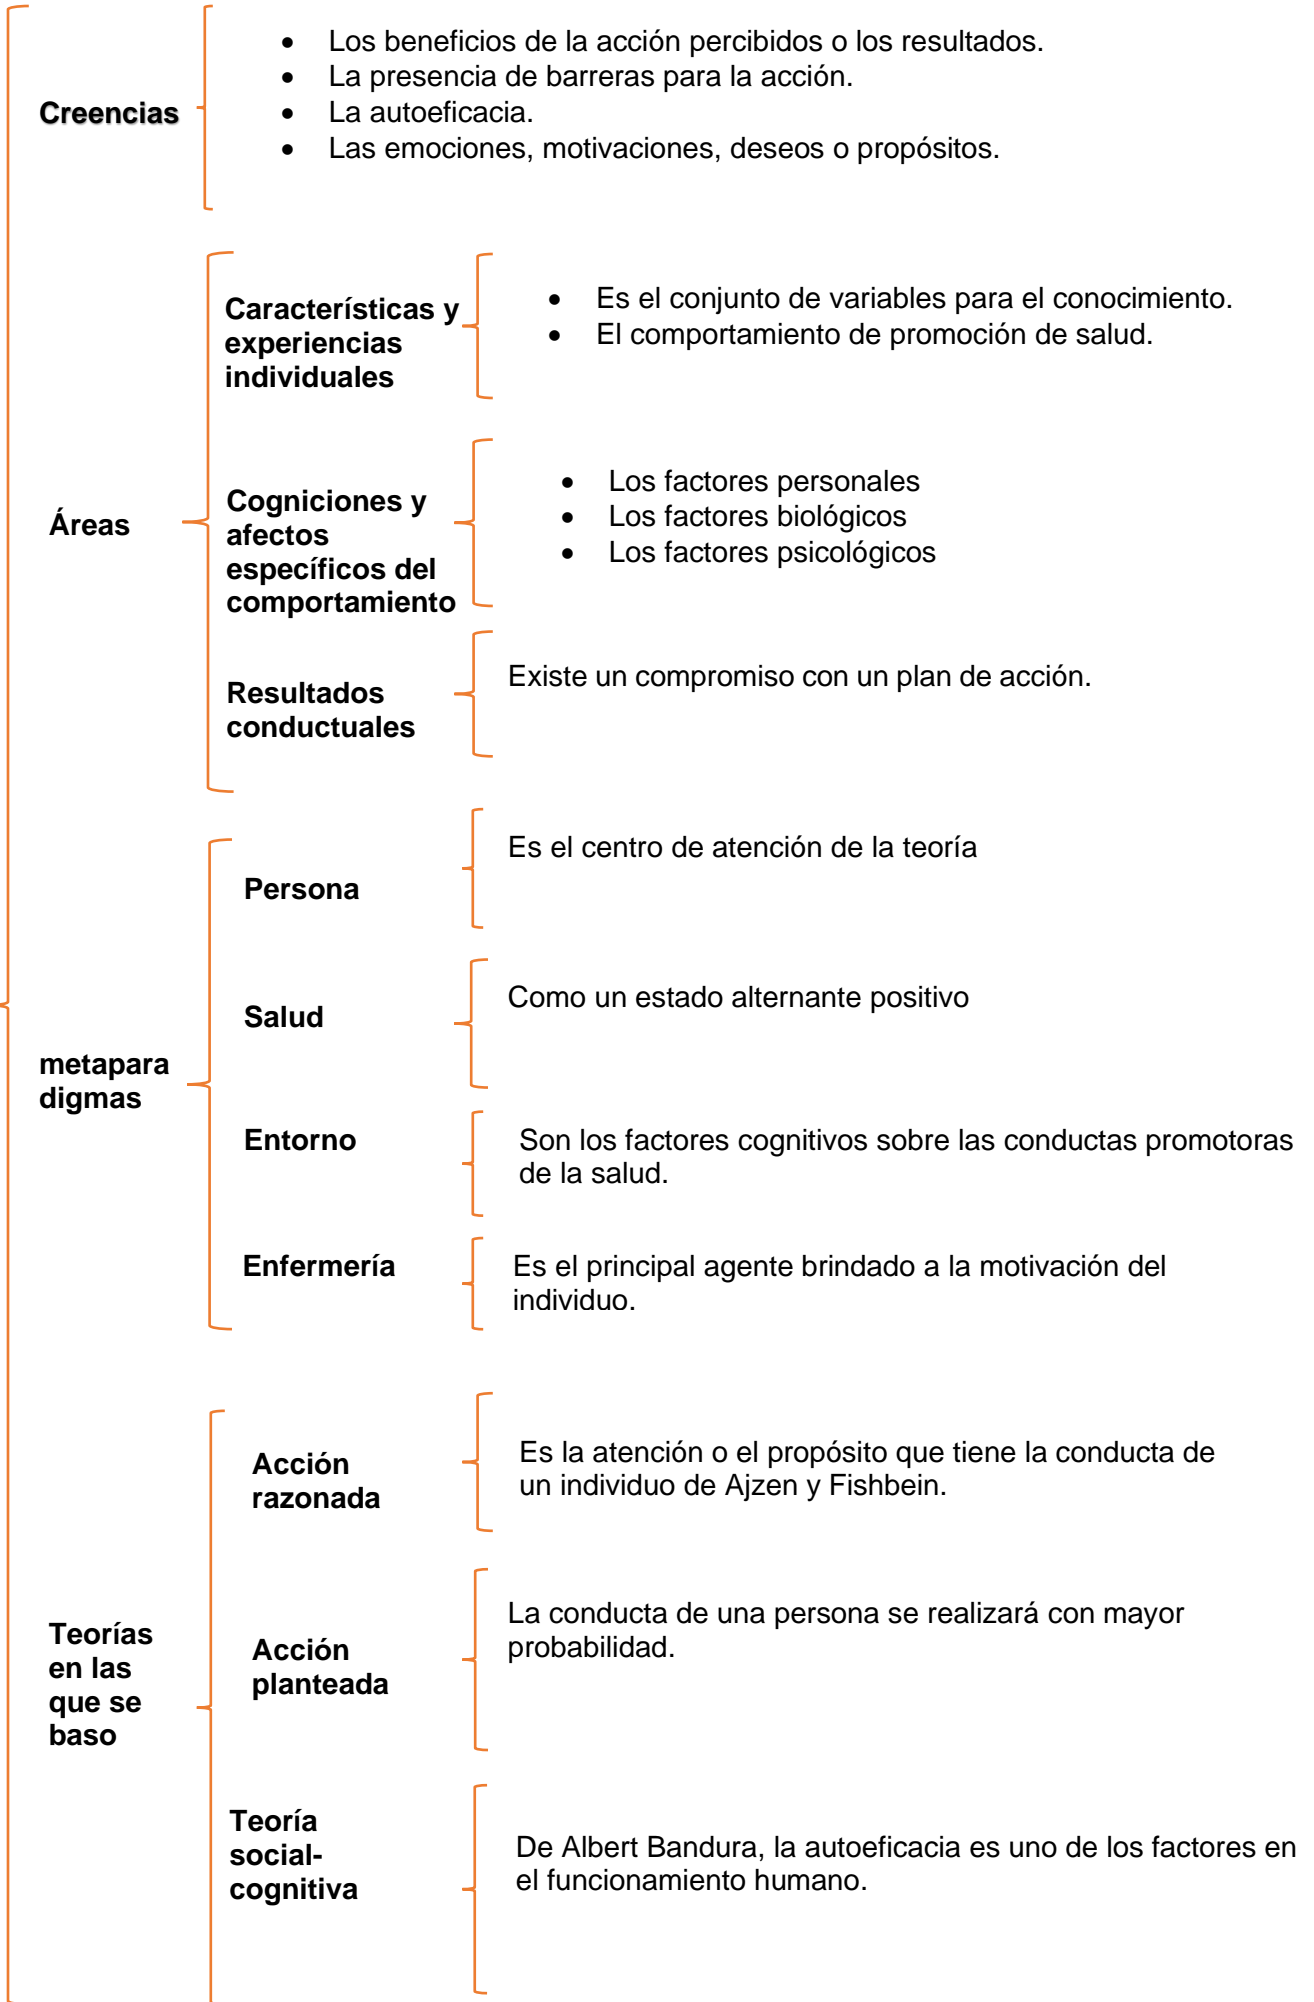 Creencias
• Los beneficios de la acción percibidos o los resultados.
• La presencia de barreras para la acción.
• La autoeficacia.
• Las emociones, motivaciones, deseos o propósitos.
Áreas
Características y
experiencias
individuales
• Es el conjunto de variables para el conocimiento.
• El comportamiento de promoción de salud.
Cogniciones y
afectos
específicos del
comportamiento
• Los factores personales
• Los factores biológicos
• Los factores psicológicos
Resultados
conductuales
Existe un compromiso con un plan de acción.
metapara
digmas
Persona
Es el centro de atención de la teoría
Salud
Como un estado alternante positivo
Entorno
Son los factores cognitivos sobre las conductas promotoras
de la salud.
Enfermería
Es el principal agente brindado a la motivación del
individuo.
Teorías
en las
que se
baso
Acción
razonada
Es la atención o el propósito que tiene la conducta de
un individuo de Ajzen y Fishbein.
Acción
planteada
La conducta de una persona se realizará con mayor
probabilidad.
Teoría
social-
cognitiva
De Albert Bandura, la autoeficacia es uno de los factores en
el funcionamiento humano.